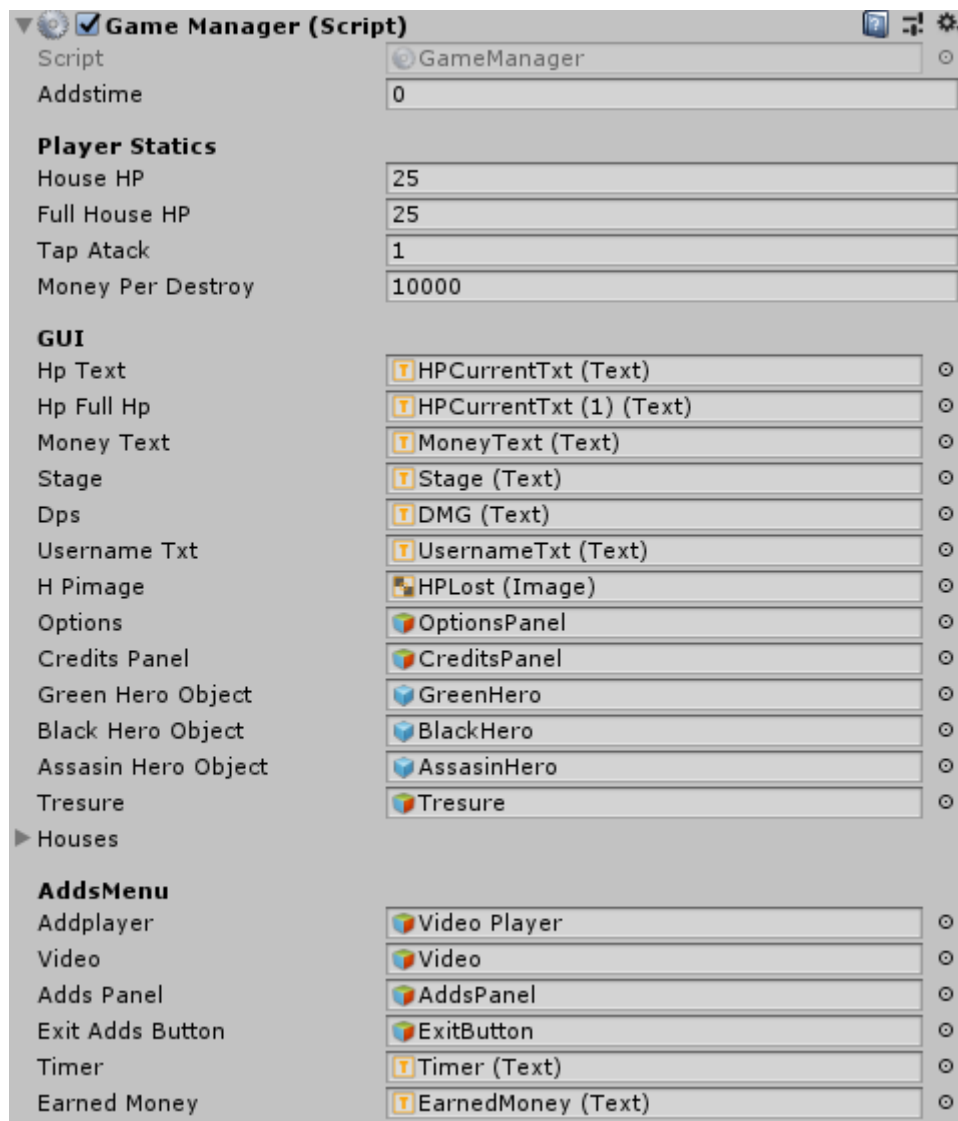 Game Manager (Script)
Script GameManager
Addstime 0
Player Statics
House HP 25
Full House HP 25
Tap Atack 1
Money Per Destroy 10000
GUI
Hp Text HPCurrentTxt (Text)
Hp Full Hp HPCurrentTxt (1) (Text)
Money Text MoneyText (Text)
Stage Stage (Text)
Dps DMG (Text)
Username Txt UsernameTxt (Text)
H Pimage HPLost (Image)
Options OptionsPanel
Credits Panel CreditsPanel
Green Hero Object GreenHero
Black Hero Object BlackHero
Assasin Hero Object AssasinHero
Tresure Tresure
Houses
AddsMenu
Addplayer Video Player
Video Video
Adds Panel AddsPanel
Exit Adds Button ExitButton
Timer Timer (Text)
Earned Money EarnedMoney (Text)